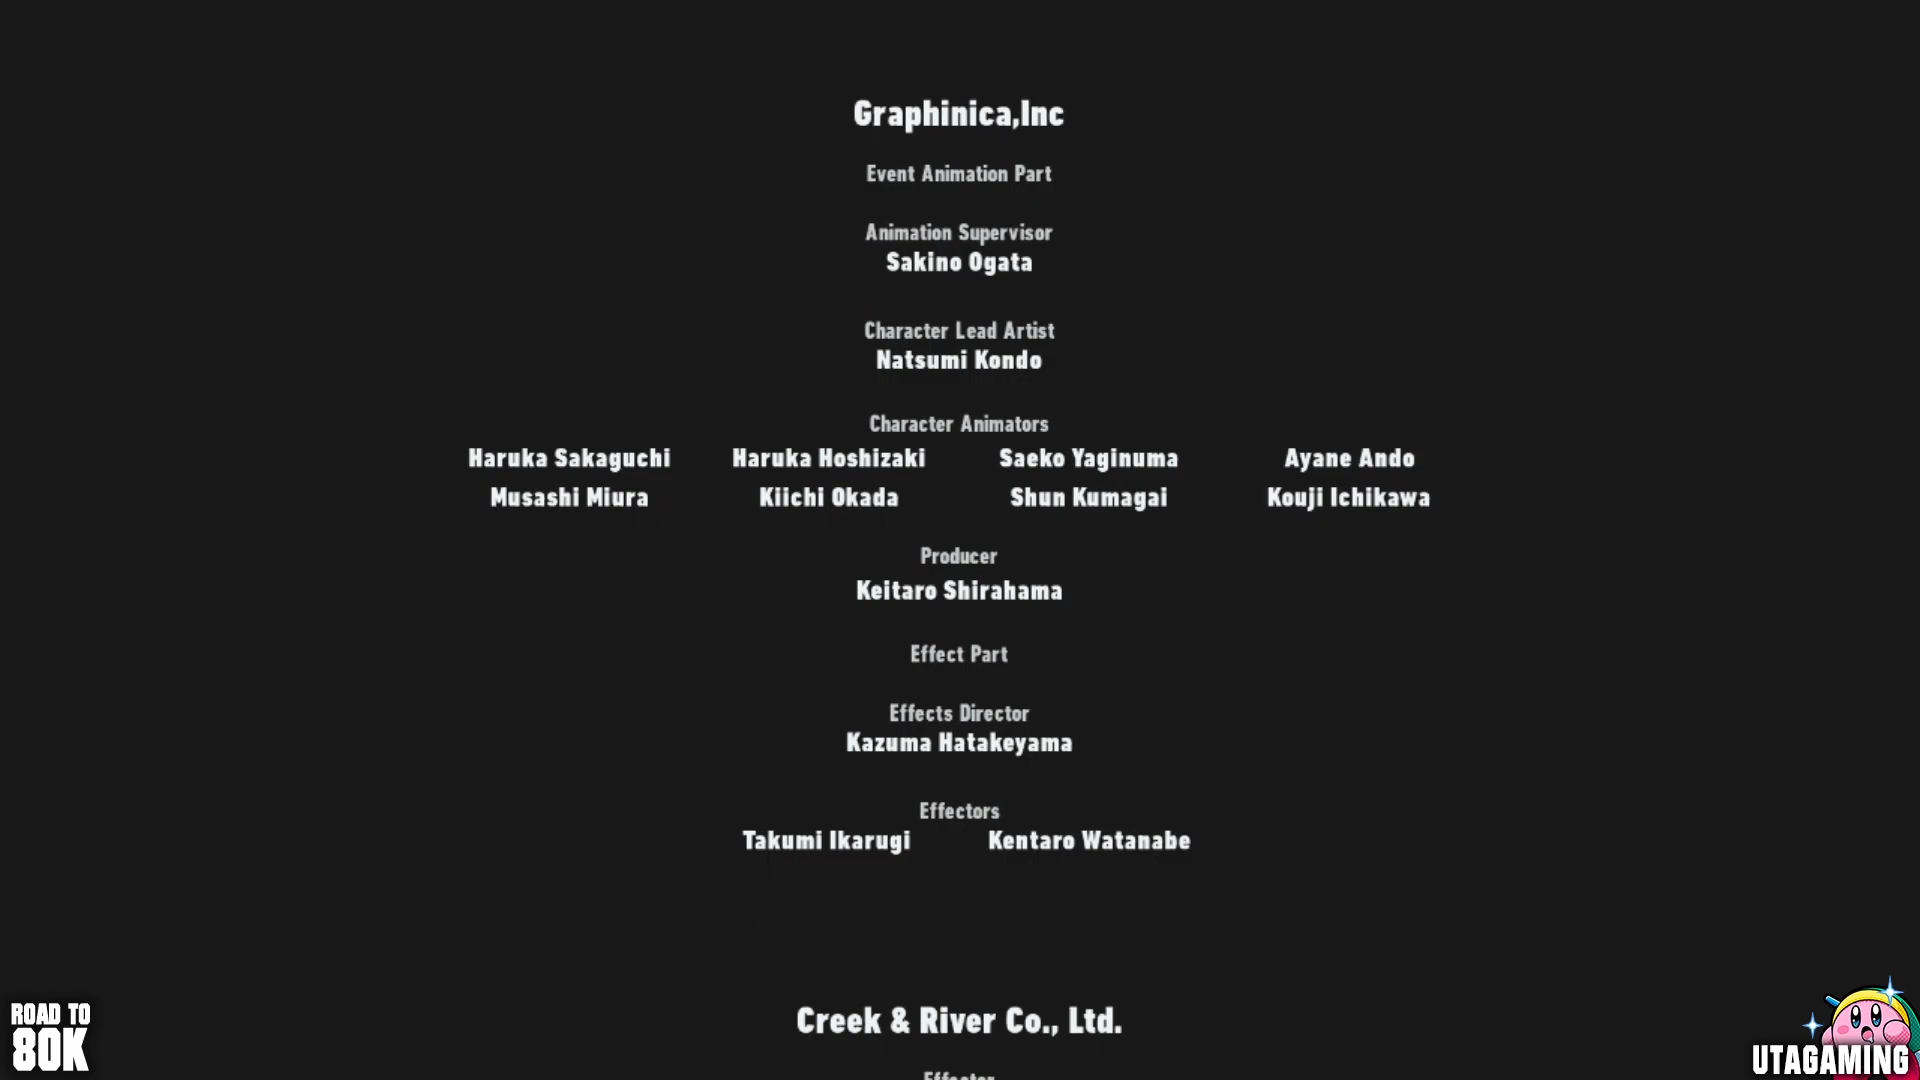 Graphinica,Inc
Event Animation Part
Animation Supervisor
Sakino Ogata
Character Lead Artist
Natsumi Kondo
Character Animators
Haruka Sakaguchi Haruka Hoshizaki Saeko Yaginuma Ayane Ando
Musashi Miura Kiichi Okada Shun Kumagai Kouji Ichikawa
Producer
Keitaro Shirahama
Effect Part
Effects Director
Kazuma Hatakeyama
Effectors
Takumi Ikarugi Kentaro Watanabe
Creek & River Co., Ltd.
Effector
ROAD TO
80K
UTAGAMING